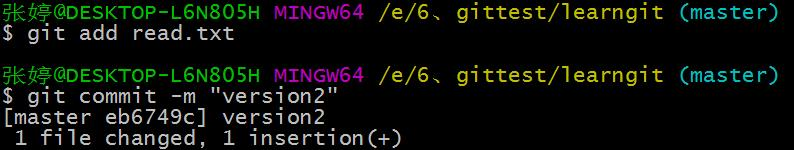 张婷@DESKTOP-L6N805H MINGW64 /e/6、gittest/learngit (master)
$ git add read.txt
张婷@DESKTOP-L6N805H MINGW64 /e/6、gittest/learngit (master)
$ git commit -m "version2"
[master eb6749c] version2
 1 file changed, 1 insertion(+)